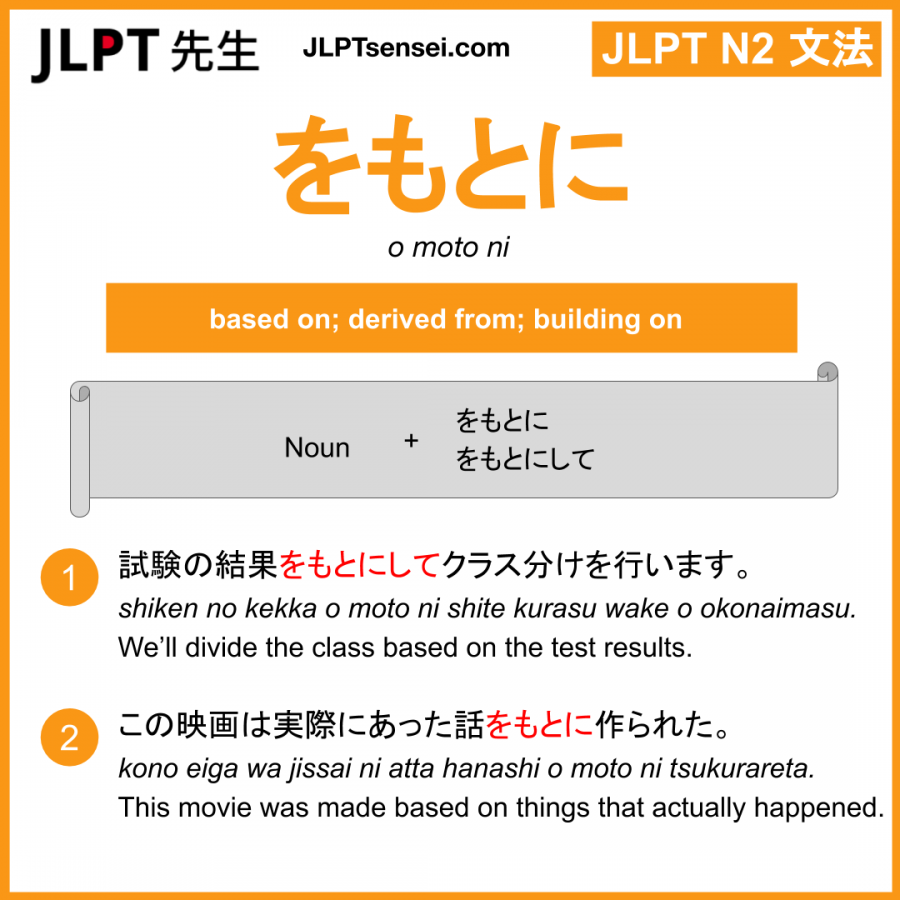 JLPT 先生
JLPTsensei.com
JLPT N2 文法
をもとに
o moto ni
based on; derived from; building on
Noun + をもとに
をもとにして
1 試験の結果をもとにしてクラス分けを行います。
shiken no kekka o moto ni shite kurasu wake o okonaimasu.
We'll divide the class based on the test results.
2 この映画は実際にあった話をもとに作られた。
kono eiga wa jissai ni atta hanashi o moto ni tsukurareta.
This movie was made based on things that actually happened.